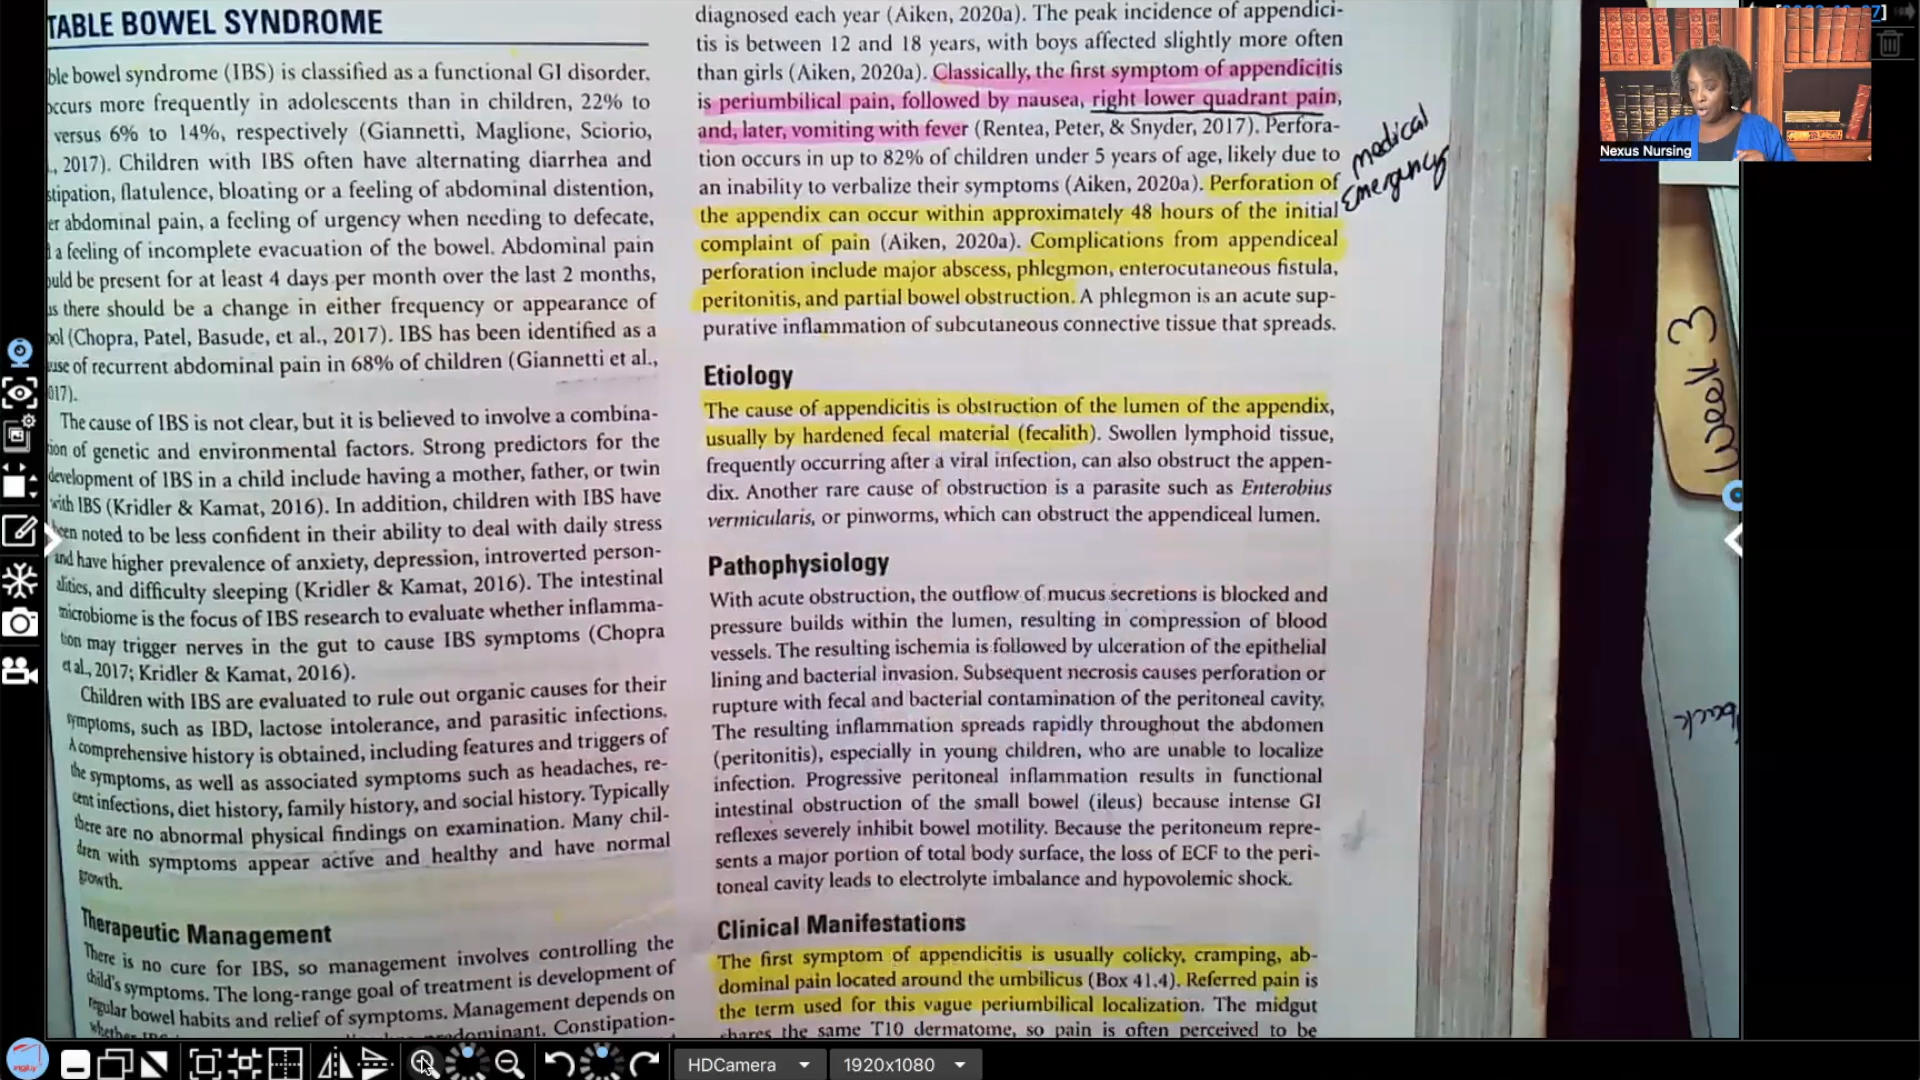 TABLE BOWEL SYNDROME
ble bowel syndrome (IBS) is classified as a functional GI disorder.
occurs more frequently in adolescents than in children, 22% to
versus 6% to 14%, respectively (Giannetti, Maglione, Sciorio,
., 2017). Children with IBS often have alternating diarrhea and
stipation, flatulence, bloating or a feeling of abdominal distention,
er abdominal pain, a feeling of urgency when needing to defecate,
a feeling of incomplete evacuation of the bowel. Abdominal pain
ould be present for at least 4 days per month over the last 2 months,
as there should be a change in either frequency or appearance of
ool (Chopra, Patel, Basude, et al., 2017). IBS has been identified as a
use of recurrent abdominal pain in 68% of children (Giannetti et al.,
017).
The cause of IBS is not clear, but it is believed to involve a combina-
tion of genetic and environmental factors. Strong predictors for the
development of IBS in a child include having a mother, father, or twin
with IBS (Kridler & Kamat, 2016). In addition, children with IBS have
been noted to be less confident in their ability to deal with daily stress
and have higher prevalence of anxiety, depression, introverted person-
alities, and difficulty sleeping (Kridler & Kamat, 2016). The intestinal
microbiome is the focus of IBS research to evaluate whether inflamma-
tion may trigger nerves in the gut to cause IBS symptoms (Chopra
et al., 2017; Kridler & Kamat, 2016).
Children with IBS are evaluated to rule out organic causes for their
symptoms, such as IBD, lactose intolerance, and parasitic infections.
A comprehensive history is obtained, including features and triggers of
the symptoms, as well as associated symptoms such as headaches, re-
cent infections, diet history, family history, and social history. Typically
there are no abnormal physical findings on examination. Many chil-
dren with symptoms appear active and healthy and have normal
growth.
Therapeutic Management
There is no cure for IBS, so management involves controlling the
child's symptoms. The long-range goal of treatment is development of
regular bowel habits and relief of symptoms. Management depends on
whether predominant. Constipation-
diagnosed each year (Aiken, 2020a). The peak incidence of appendici-
tis is between 12 and 18 years, with boys affected slightly more often
than girls (Aiken, 2020a). Classically, the first symptom of appendicitis
is periumbilical pain, followed by nausea, right lower quadrant pain,
and, later, vomiting with fever (Rentea, Peter, & Snyder, 2017). Perfora-
tion occurs in up to 82% of children under 5 years of age, likely due to
an inability to verbalize their symptoms (Aiken, 2020a). Perforation of
the appendix can occur within approximately 48 hours of the initial
complaint of pain (Aiken, 2020a). Complications from appendiceal
perforation include major abscess, phlegmon, enterocutaneous fistula,
peritonitis, and partial bowel obstruction. A phlegmon is an acute sup-
purative inflammation of subcutaneous connective tissue that spreads.
Etiology
The cause of appendicitis is obstruction of the lumen of the appendix,
usually by hardened fecal material (fecalith). Swollen lymphoid tissue,
frequently occurring after a viral infection, can also obstruct the appen-
dix. Another rare cause of obstruction is a parasite such as Enterobius
vermicularis, or pinworms, which can obstruct the appendiceal lumen.
Pathophysiology
With acute obstruction, the outflow of mucus secretions is blocked and
pressure builds within the lumen, resulting in compression of blood
vessels. The resulting ischemia is followed by ulceration of the epithelial
lining and bacterial invasion. Subsequent necrosis causes perforation or
rupture with fecal and bacterial contamination of the peritoneal cavity.
The resulting inflammation spreads rapidly throughout the abdomen
(peritonitis), especially in young children, who are unable to localize
infection. Progressive peritoneal inflammation results in functional
intestinal obstruction of the small bowel (ileus) because intense GI
reflexes severely inhibit bowel motility. Because the peritoneum repre-
sents a major portion of total body surface, the loss of ECF to the peri-
toneal cavity leads to electrolyte imbalance and hypovolemic shock.
Clinical Manifestations
The first symptom of appendicitis is usually colicky, cramping, ab-
dominal pain located around the umbilicus (Box 41.4). Referred pain is
the term used for this vague periumbilical localization. The midgut
shares the same T10 dermatome, so pain is often perceived to be
medical
Emergency
Week 3
back
Nexus Nursing
HDCamera
1920x1080